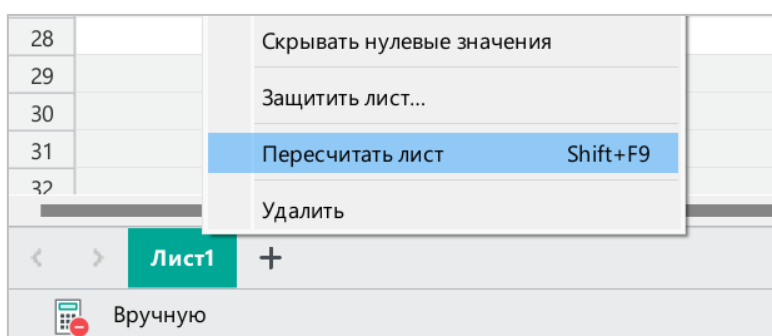 28
Скрывать нулевые значения
29
Защитить лист...
30
31
Пересчитать лист Shift+F9
32
Удалить
Лист1
Вручную